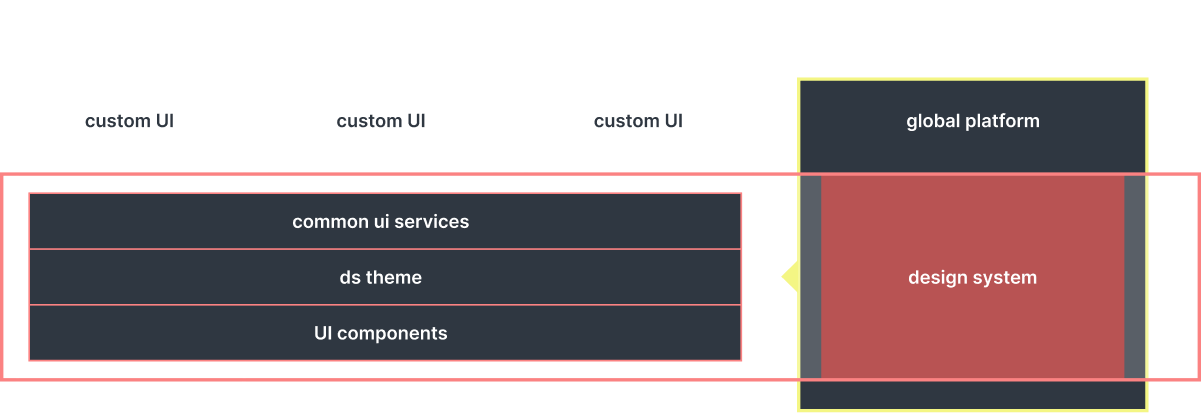 custom UI
custom UI
custom UI
global platform
common ui services
ds theme
UI components
design system